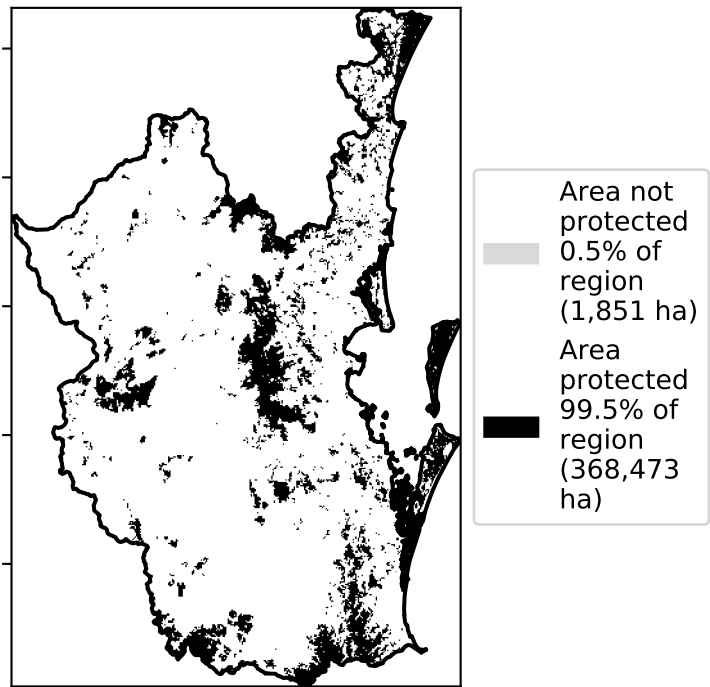 Area not
protected
0.5% of
region
(1,851 ha)
Area
protected
99.5% of
region
(368,473
ha)